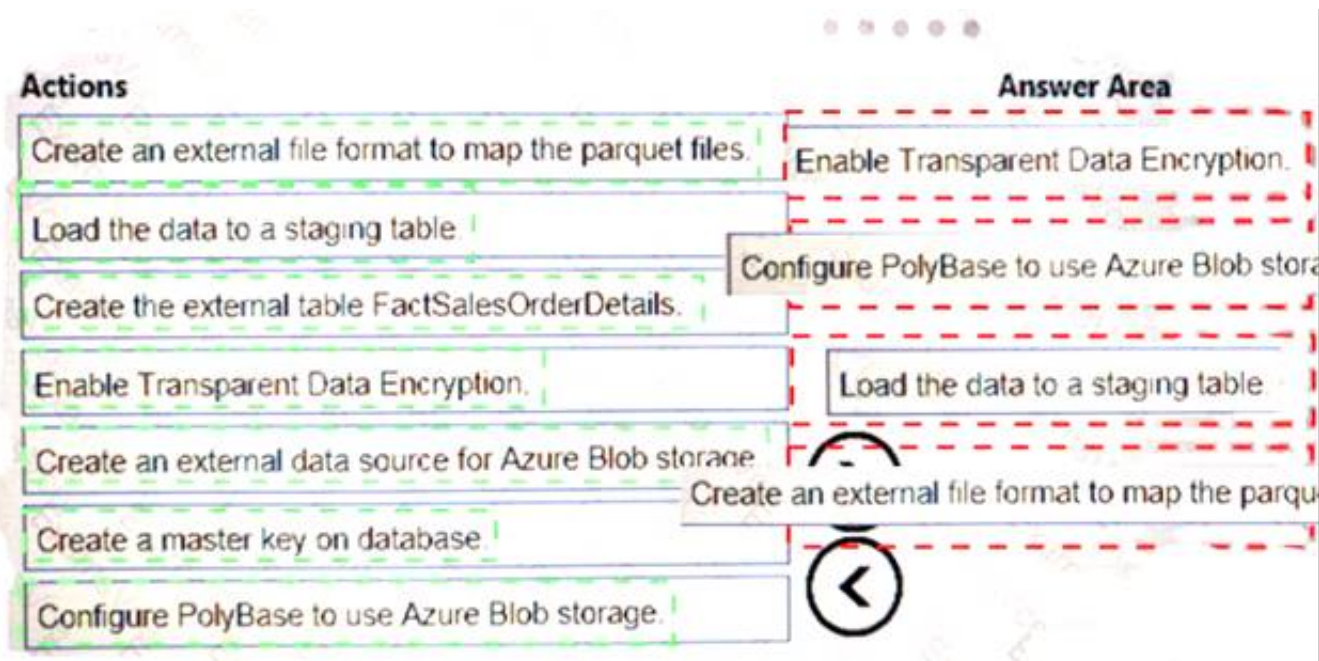 Actions
Answer Area
Create an external file format to map the parquet files.
Load the data to a staging table
Create the external table FactSalesOrderDetails.
Enable Transparent Data Encryption.
Create an external data source for Azure Blob storage
Create a master key on database.
Configure PolyBase to use Azure Blob storage.
Enable Transparent Data Encryption.
Configure PolyBase to use Azure Blob stora
Load the data to a staging table
Create an external file format to map the parqu